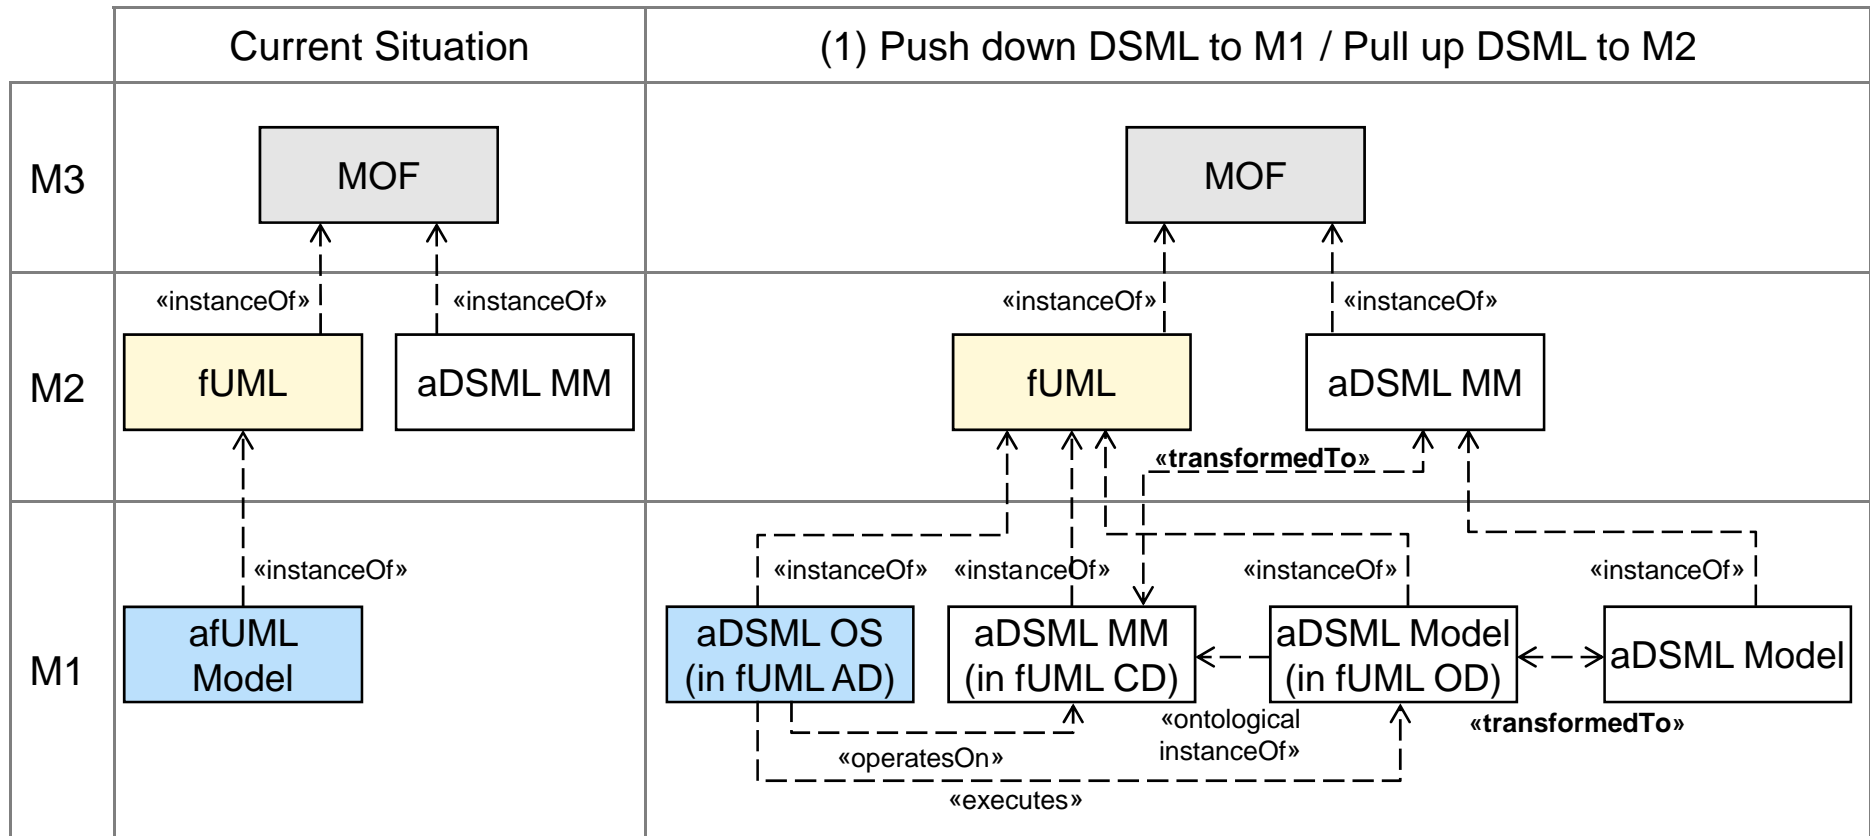 Current Situation
(1) Push down DSML to M1 / Pull up DSML to M2
M3
MOF
MOF
«instanceOf»
«instanceOf»
«instanceOf»
«instanceOf»
M2
fUML
aDSML MM
fUML
aDSML MM
«transformedTo»
«instanceOf»
«instanceOf»
«instanceOf»
«instanceOf»
«instanceOf»
M1
afUML
Model
aDSML OS
(in fUML AD)
aDSML MM
(in fUML CD)
aDSML Model
(in fUML OD)
aDSML Model
«operatesOn»
«ontological
instanceOf»
«transformedTo»
«executes»